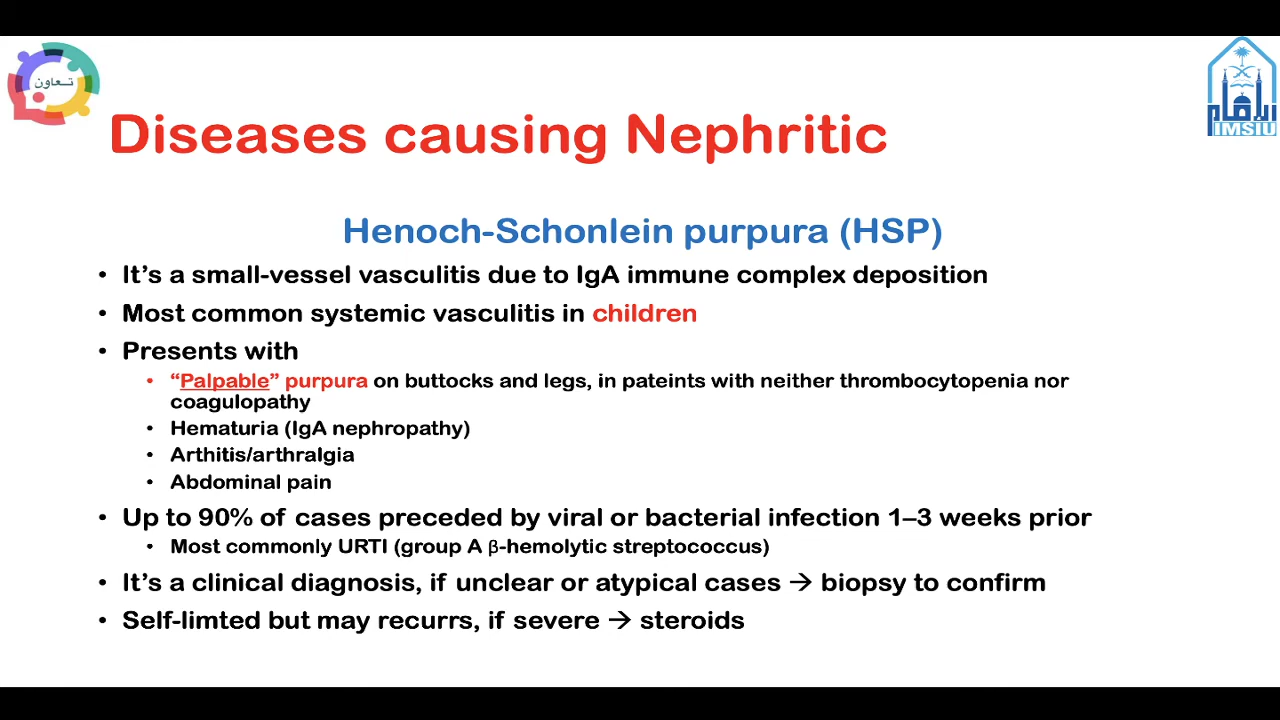 تعاون
IMSIU
Diseases causing Nephritic
Henoch-Schonlein purpura (HSP)
• It’s a small-vessel vasculitis due to IgA immune complex deposition
• Most common systemic vasculitis in children
• Presents with
• “Palpable” purpura on buttocks and legs, in pateints with neither thrombocytopenia nor
coagulopathy
• Hematuria (IgA nephropathy)
• Arthitis/arthralgia
• Abdominal pain
• Up to 90% of cases preceded by viral or bacterial infection 1–3 weeks prior
• Most commonly URTI (group A β-hemolytic streptococcus)
• It’s a clinical diagnosis, if unclear or atypical cases → biopsy to confirm
• Self-limted but may recurrs, if severe → steroids